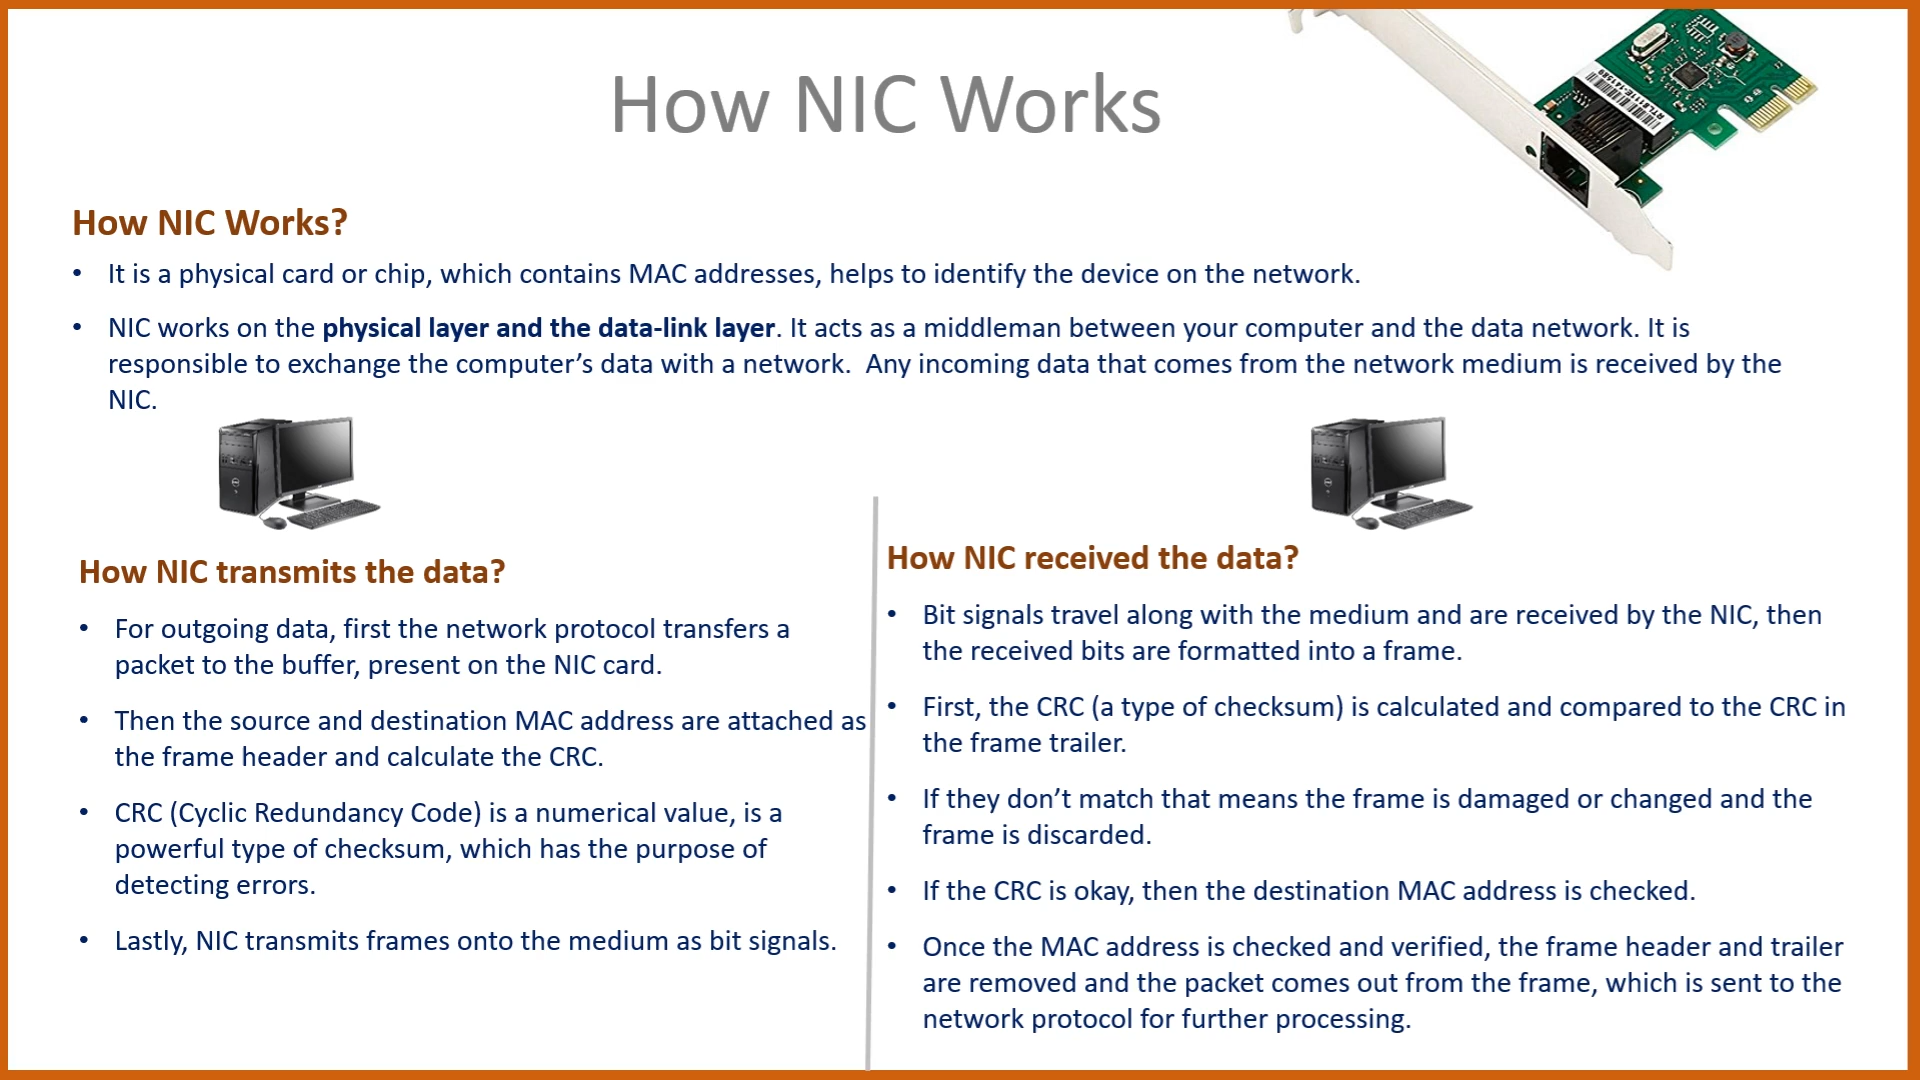 How NIC Works
RTL8111E-141589
How NIC Works?
• It is a physical card or chip, which contains MAC addresses, helps to identify the device on the network.
• NIC works on the physical layer and the data-link layer. It acts as a middleman between your computer and the data network. It is
responsible to exchange the computer’s data with a network.  Any incoming data that comes from the network medium is received by the
NIC.
How NIC transmits the data?
• For outgoing data, first the network protocol transfers a
packet to the buffer, present on the NIC card.
• Then the source and destination MAC address are attached as
the frame header and calculate the CRC.
• CRC (Cyclic Redundancy Code) is a numerical value, is a
powerful type of checksum, which has the purpose of
detecting errors.
• Lastly, NIC transmits frames onto the medium as bit signals.
How NIC received the data?
• Bit signals travel along with the medium and are received by the NIC, then
the received bits are formatted into a frame.
• First, the CRC (a type of checksum) is calculated and compared to the CRC in
the frame trailer.
• If they don’t match that means the frame is damaged or changed and the
frame is discarded.
• If the CRC is okay, then the destination MAC address is checked.
• Once the MAC address is checked and verified, the frame header and trailer
are removed and the packet comes out from the frame, which is sent to the
network protocol for further processing.